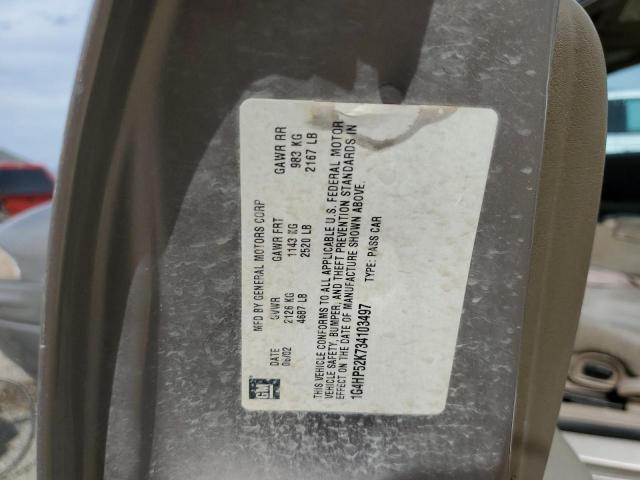 GM
MFD BY GENERAL MOTORS CORP
DATE GVWR GAWR FRT GAWR RR
06/02 2126 KG 1143 KG 983 KG
4687 LB 2520 LB 2167 LB
THIS VEHICLE CONFORMS TO ALL APPLICABLE U.S. FEDERAL MOTOR
VEHICLE SAFETY, BUMPER, AND THEFT PREVENTION STANDARDS IN
EFFECT ON THE DATE OF MANUFACTURE SHOWN ABOVE.
1G4HP52K734103497 TYPE: PASS CAR